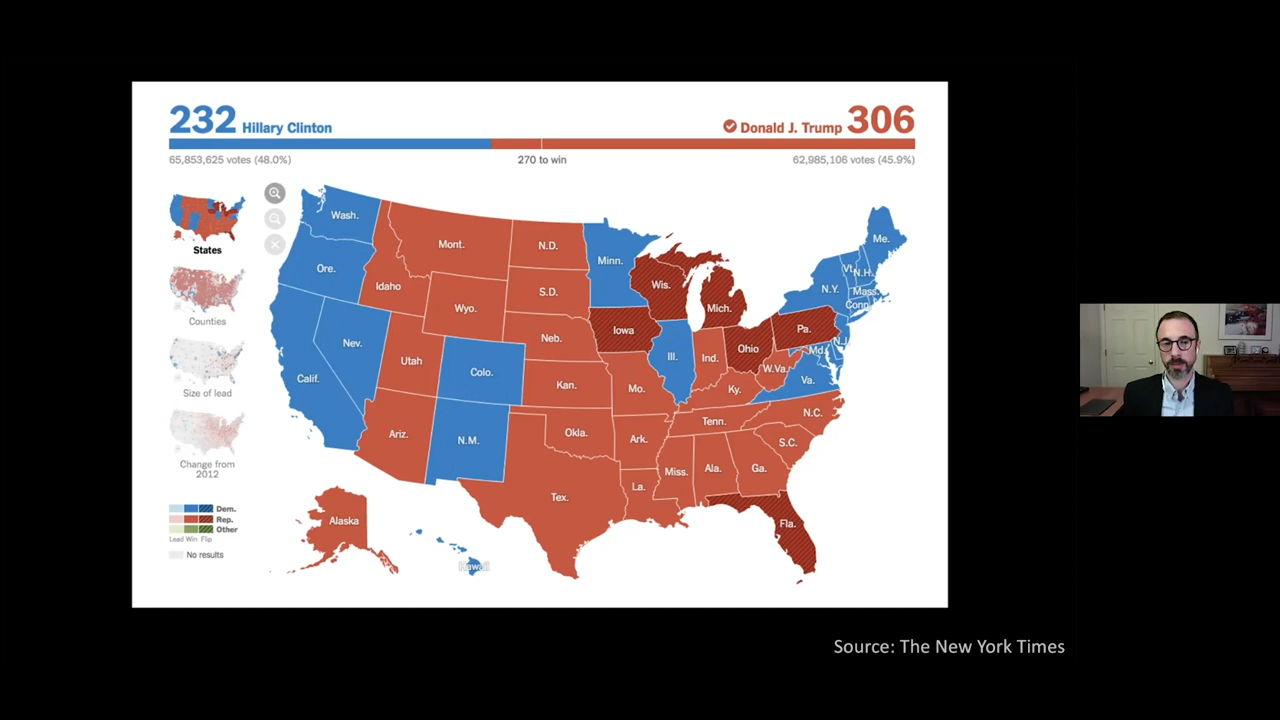 232 Hillary Clinton
Donald J. Trump 306
65,853,625 votes (48.0%)
270 to win
62,985,106 votes (45.9%)
States
Counties
Size of lead
Change from
2012
Dem.
Rep.
Other
Lead Win Flip
No results
Wash.
Ore.
Calif.
Nev.
Idaho
Mont.
Wyo.
Utah
Ariz.
Colo.
N.M.
N.D.
S.D.
Neb.
Kan.
Okla.
Tex.
Minn.
Iowa
Mo.
Ark.
La.
Wis.
Ill.
Mich.
Ind.
Ohio
Ky.
Tenn.
Miss.
Ala.
Ga.
Fla.
S.C.
N.C.
Va.
W.Va.
Md.
Pa.
N.J.
N.Y.
Conn.
Mass.
Vt.
N.H.
Me.
Alaska
Hawaii
Source: The New York Times